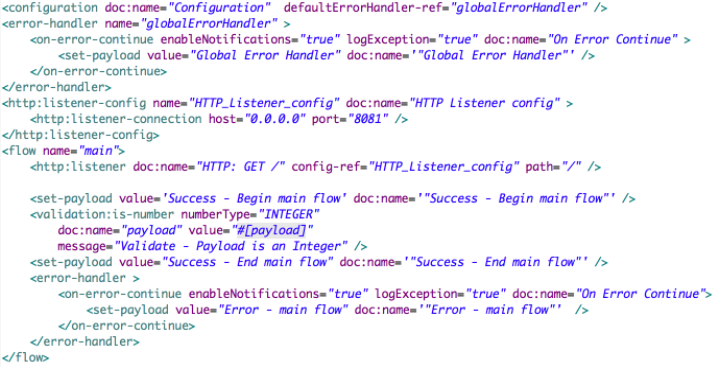 <configuration doc:name="Configuration"  defaultErrorHandler-ref="globalErrorHandler" />
<error-handler name="globalErrorHandler" >
    <on-error-continue enableNotifications="true" logException="true" doc:name="On Error Continue" >
        <set-payload value="Global Error Handler" doc:name='"Global Error Handler"' />
    </on-error-continue>
</error-handler>
<http:listener-config name="HTTP_Listener_config" doc:name="HTTP Listener config" >
    <http:listener-connection host="0.0.0.0" port="8081" />
</http:listener-config>
<flow name="main">
    <http:listener doc:name="HTTP: GET /" config-ref="HTTP_Listener_config" path="/" />
    <set-payload value='Success - Begin main flow' doc:name='"Success - Begin main flow"' />
    <validation:is-number numberType="INTEGER"
        doc:name="payload" value="#[payload]"
        message="Validate - Payload is an Integer" />
    <set-payload value="Success - End main flow" doc:name='"Success - End main flow"' />
    <error-handler >
        <on-error-continue enableNotifications="true" logException="true" doc:name="On Error Continue">
            <set-payload value="Error - main flow" doc:name='"Error - main flow"'  />
        </on-error-continue>
    </error-handler>
</flow>